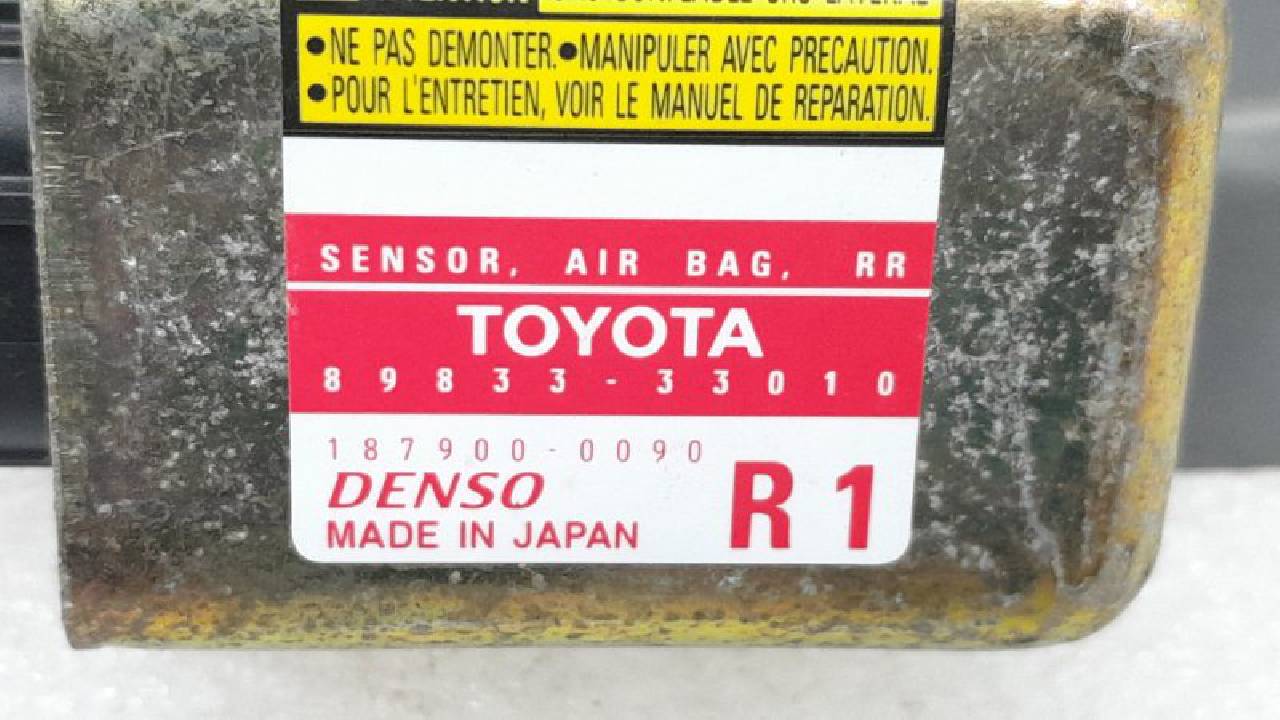 •NE PAS DEMONTER.•MANIPULER AVEC PRECAUTION.
•POUR L'ENTRETIEN, VOIR LE MANUEL DE REPARATION.
SENSOR, AIR BAG, RR
TOYOTA
89833-33010
187900-0090
DENSO
MADE IN JAPAN
R1